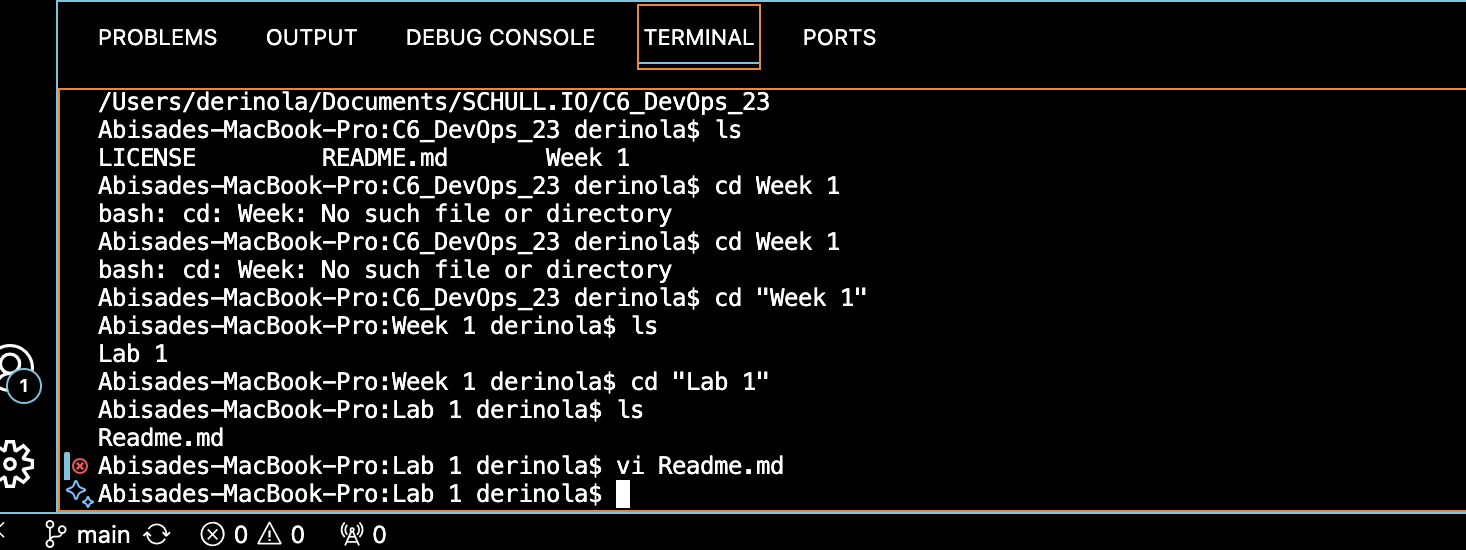 PROBLEMS OUTPUT DEBUG CONSOLE TERMINAL PORTS
/Users/derinola/Documents/SCHULL.IO/C6_DevOps_23
Abisades-MacBook-Pro:C6_DevOps_23 derinola$ ls
LICENSE README.md Week 1
Abisades-MacBook-Pro:C6_DevOps_23 derinola$ cd Week 1
bash: cd: Week: No such file or directory
Abisades-MacBook-Pro:C6_DevOps_23 derinola$ cd Week 1
bash: cd: Week: No such file or directory
Abisades-MacBook-Pro:C6_DevOps_23 derinola$ cd "Week 1"
Abisades-MacBook-Pro:Week 1 derinola$ ls
Lab 1
Abisades-MacBook-Pro:Week 1 derinola$ cd "Lab 1"
Abisades-MacBook-Pro:Lab 1 derinola$ ls
Readme.md
Abisades-MacBook-Pro:Lab 1 derinola$ vi Readme.md
Abisades-MacBook-Pro:Lab 1 derinola$
1
main 0 0 0